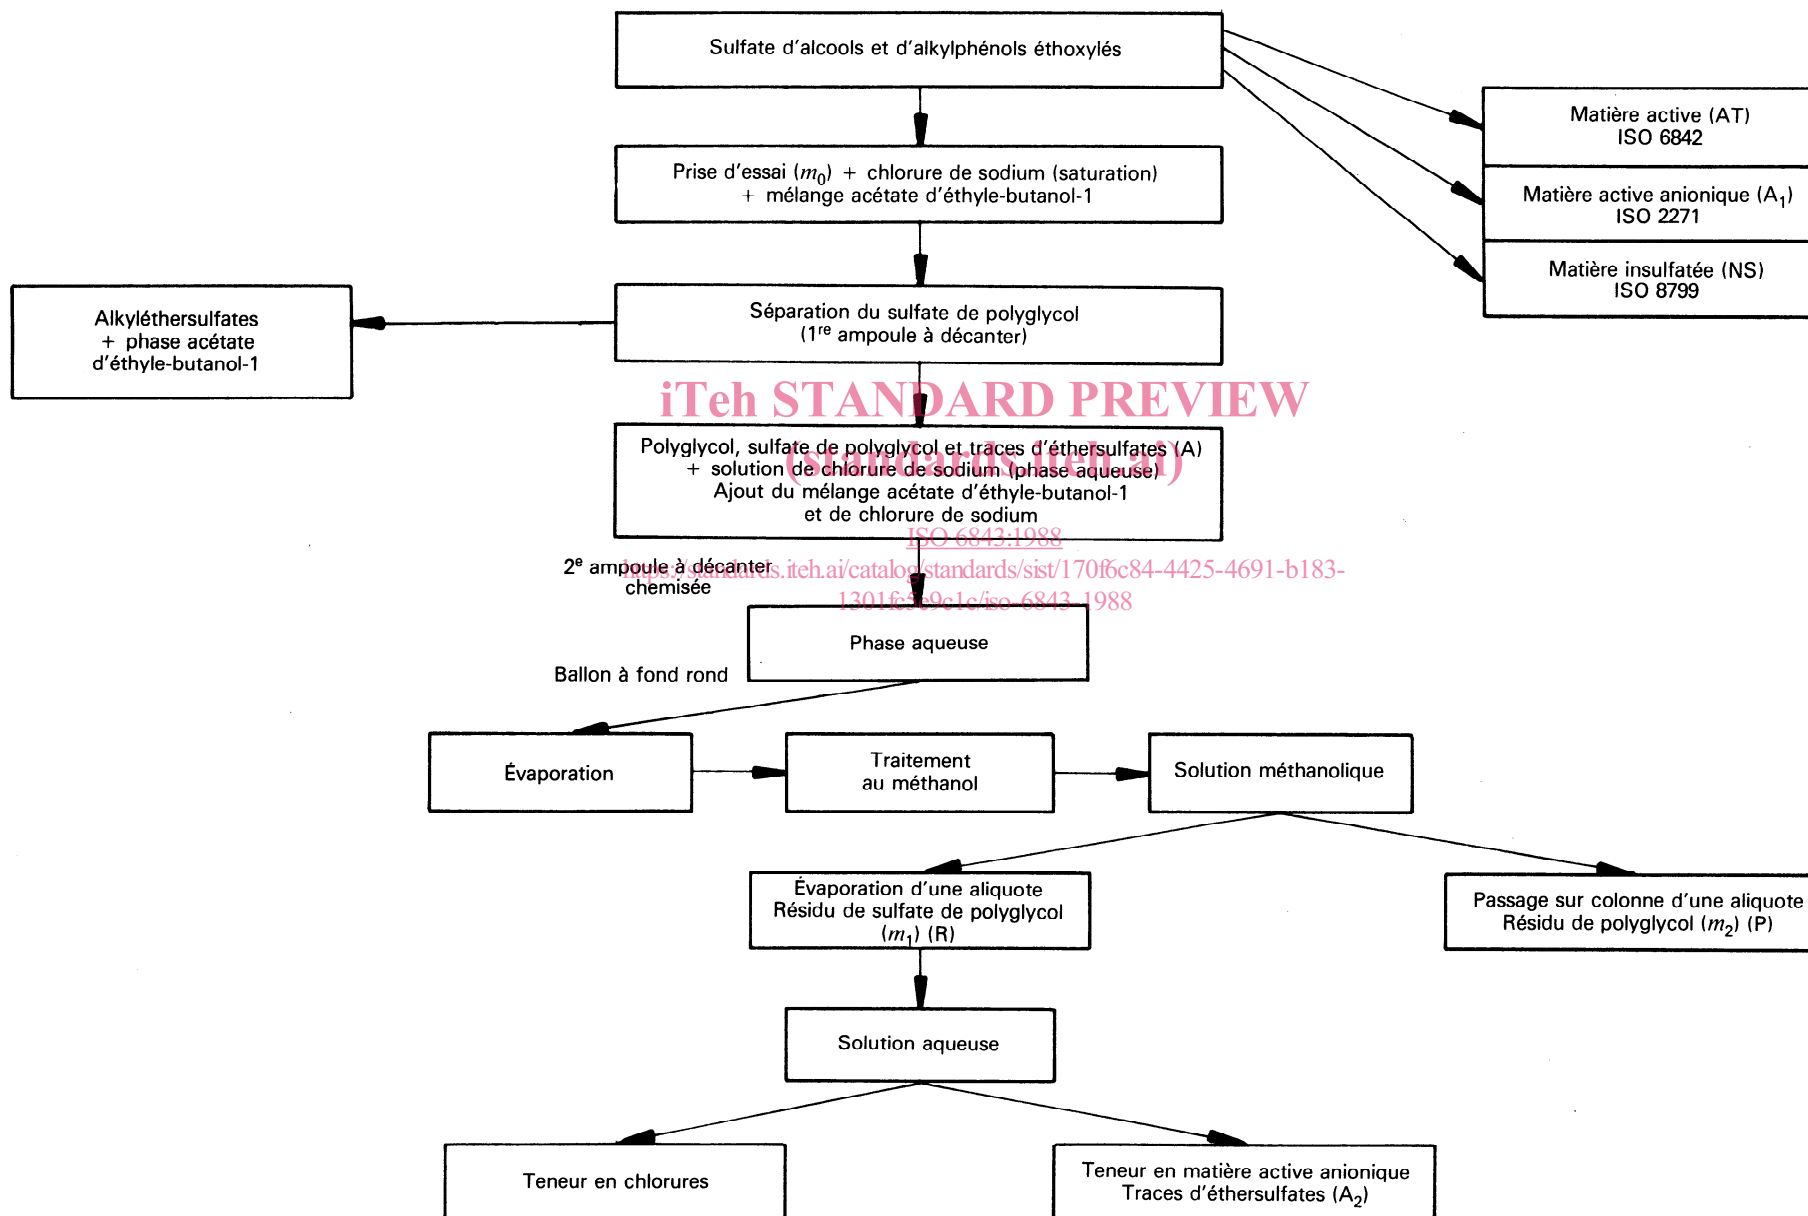 Sulfate d'alcools et d'alkylphénols éthoxylés
Matière active (AT)
ISO 6842
Prise d'essai (m₀) + chlorure de sodium (saturation)
+ mélange acétate d'éthyle-butanol-1
Matière active anionique (A₁)
ISO 2271
Matière insulfatée (NS)
ISO 8799
Séparation du sulfate de polyglycol
(1re ampoule à décanter)
Alkyléthersulfates
+ phase acétate
d'éthyle-butanol-1
iTeh STANDARD PREVIEW
(standards.iteh.ai)
Polyglycol, sulfate de polyglycol et traces d'éthersulfates (A)
+ solution de chlorure de sodium (phase aqueuse)
Ajout du mélange acétate d'éthyle-butanol-1
et de chlorure de sodium
ISO 6843:1988
https://standards.iteh.ai/catalog/standards/sist/170f6c84-4425-4691-b183-
1301fc5e9c1c/iso-6843-1988
2e ampoule à décanter
chemisée
Phase aqueuse
Ballon à fond rond
Évaporation
Traitement
au méthanol
Solution méthanolique
Évaporation d'une aliquote
Résidu de sulfate de polyglycol
(m₁) (R)
Passage sur colonne d'une aliquote
Résidu de polyglycol (m₂) (P)
Solution aqueuse
Teneur en chlorures
Teneur en matière active anionique
Traces d'éthersulfates (A₂)